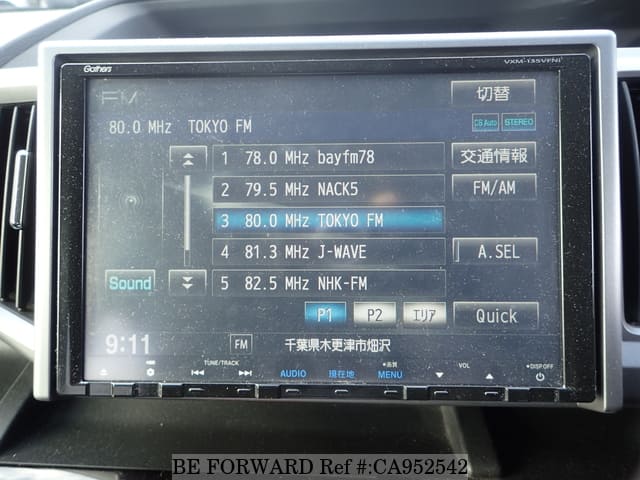 Gathers
VXM-135VFNi
FM
切替
80.0 MHz TOKYO FM
CS Auto STEREO
1 78.0 MHz bayfm78
交通情報
2 79.5 MHz NACK5
FM/AM
3 80.0 MHz TOKYO FM
4 81.3 MHz J-WAVE
A.SEL
Sound
5 82.5 MHz NHK-FM
P1 P2 エリア
Quick
9:11
FM
千葉県木更津市畑沢
TUNE/TRACK
AUDIO
現在地
画質
MENU
VOL
DISP.OFF
BE FORWARD Ref #:CA952542